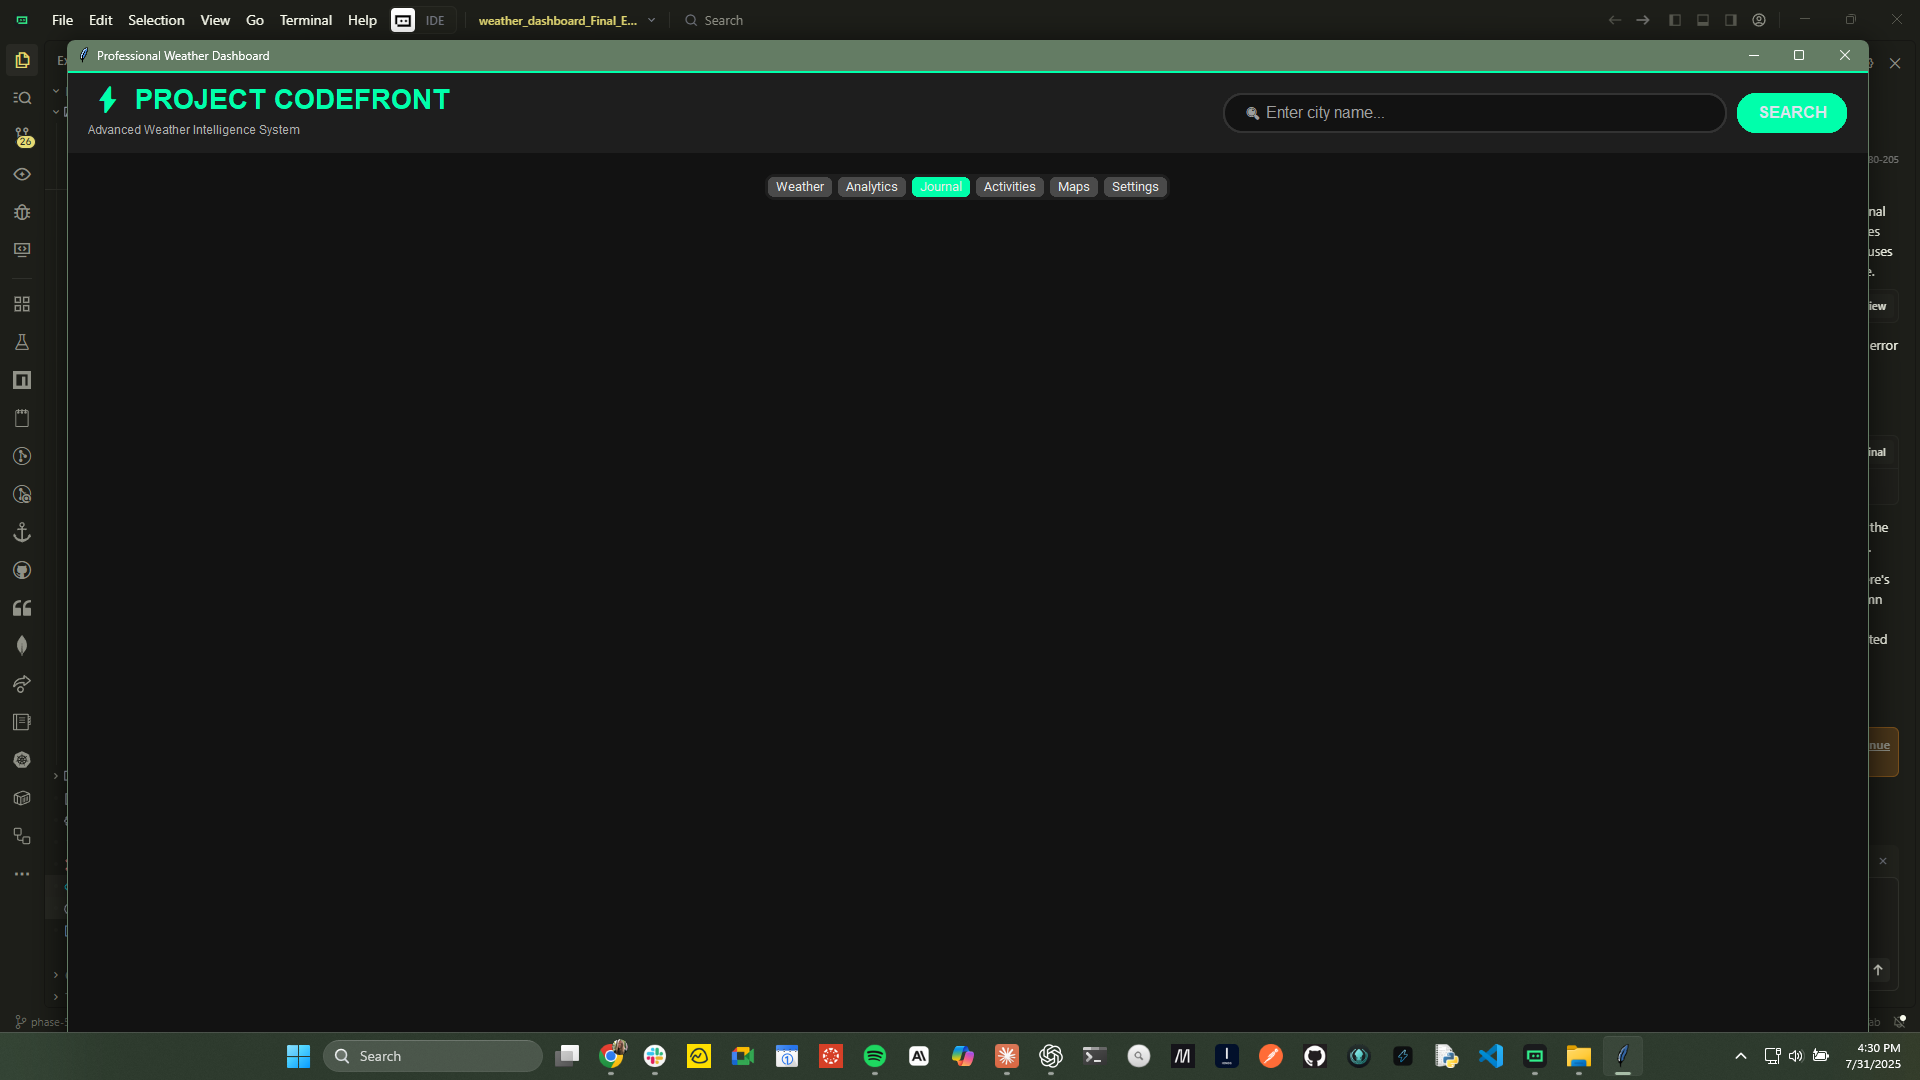 File Edit Selection View Go Terminal Help IDE weather_dashboard_Final_E... Search
Professional Weather Dashboard
PROJECT CODEFRONT
Advanced Weather Intelligence System
Enter city name...
SEARCH
Weather Analytics Journal Activities Maps Settings
26
80-205
nal
es
uses
e.
iew
error
inal
the
re's
nn
ted
nue
phase-
ab
Search
4:30 PM
7/31/2025